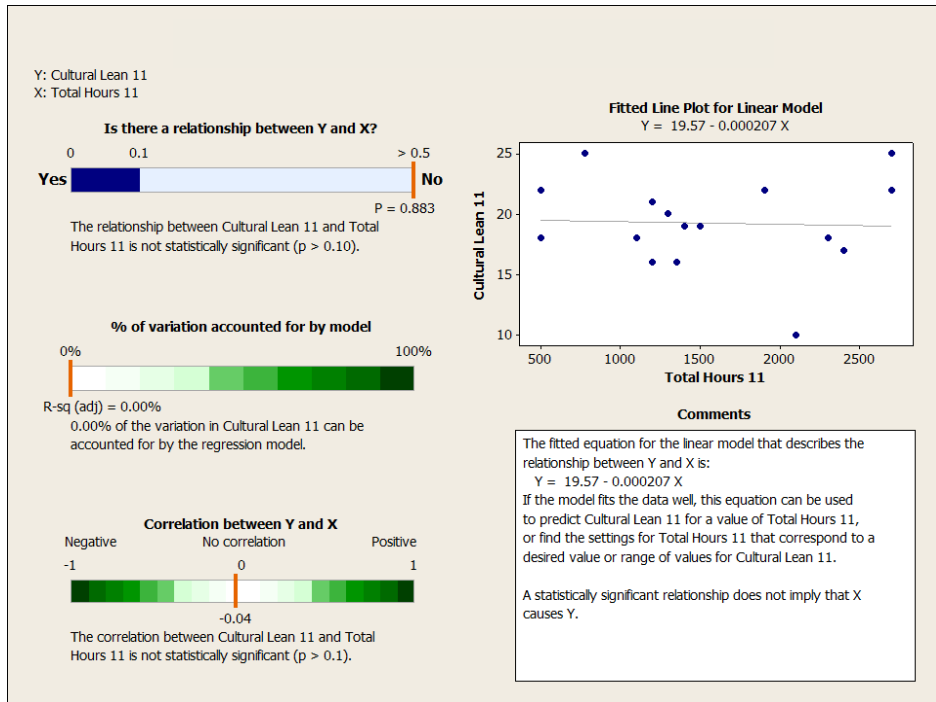 Y: Cultural Lean 11
X: Total Hours 11
Is there a relationship between Y and X?
0 0.1 > 0.5
Yes No
P = 0.883
The relationship between Cultural Lean 11 and Total
Hours 11 is not statistically significant (p > 0.10).
% of variation accounted for by model
0% 100%
R-sq (adj) = 0.00%
0.00% of the variation in Cultural Lean 11 can be
accounted for by the regression model.
Correlation between Y and X
Negative No correlation Positive
-1 0 1
-0.04
The correlation between Cultural Lean 11 and Total
Hours 11 is not statistically significant (p > 0.1).
Fitted Line Plot for Linear Model
Y = 19.57 - 0.000207 X
Cultural Lean 11
25
20
15
10
500 1000 1500 2000 2500
Total Hours 11
Comments
The fitted equation for the linear model that describes the
relationship between Y and X is:
Y = 19.57 - 0.000207 X
If the model fits the data well, this equation can be used
to predict Cultural Lean 11 for a value of Total Hours 11,
or find the settings for Total Hours 11 that correspond to a
desired value or range of values for Cultural Lean 11.
A statistically significant relationship does not imply that X
causes Y.